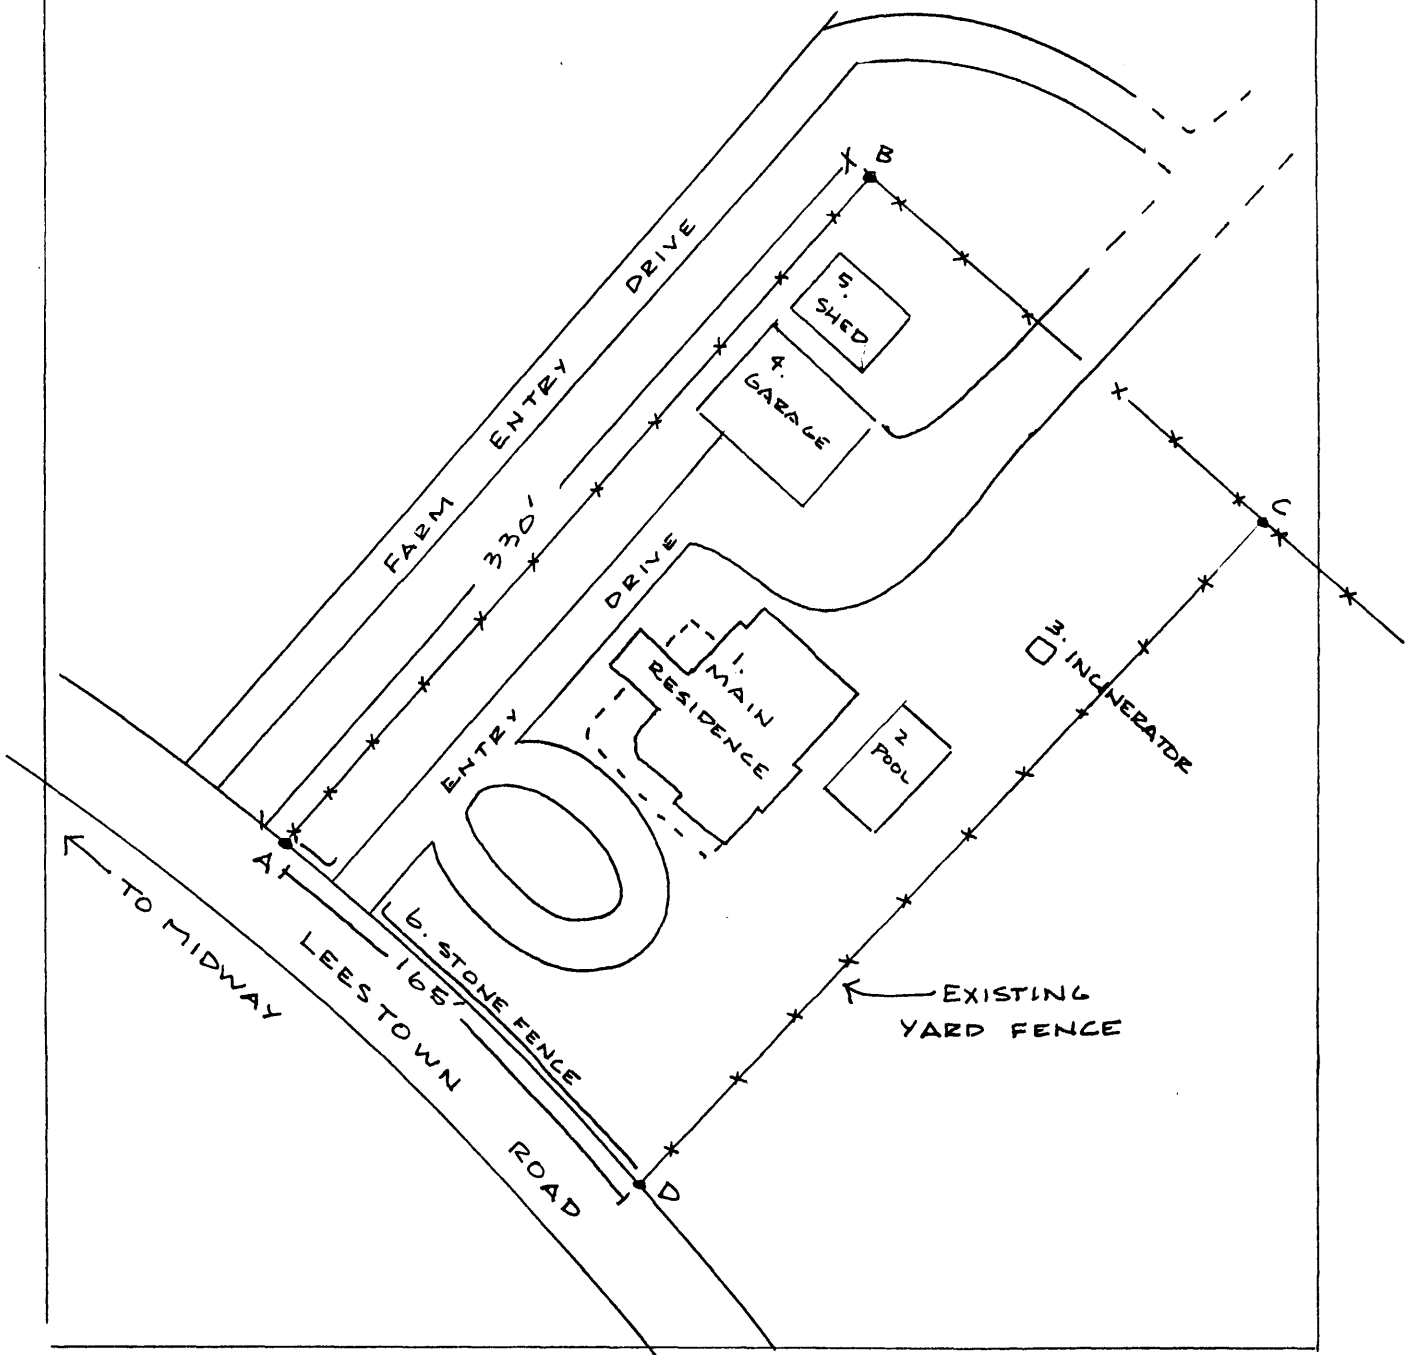 B
5.
SHED
4.
GARAGE
FARM ENTRY DRIVE
330'
C
ENTRY DRIVE
3. INCINERATOR
1.
MAIN
RESIDENCE
2
POOL
A
6. STONE FENCE
165'
LEESTOWN ROAD
TO MIDWAY
EXISTING
YARD FENCE
D